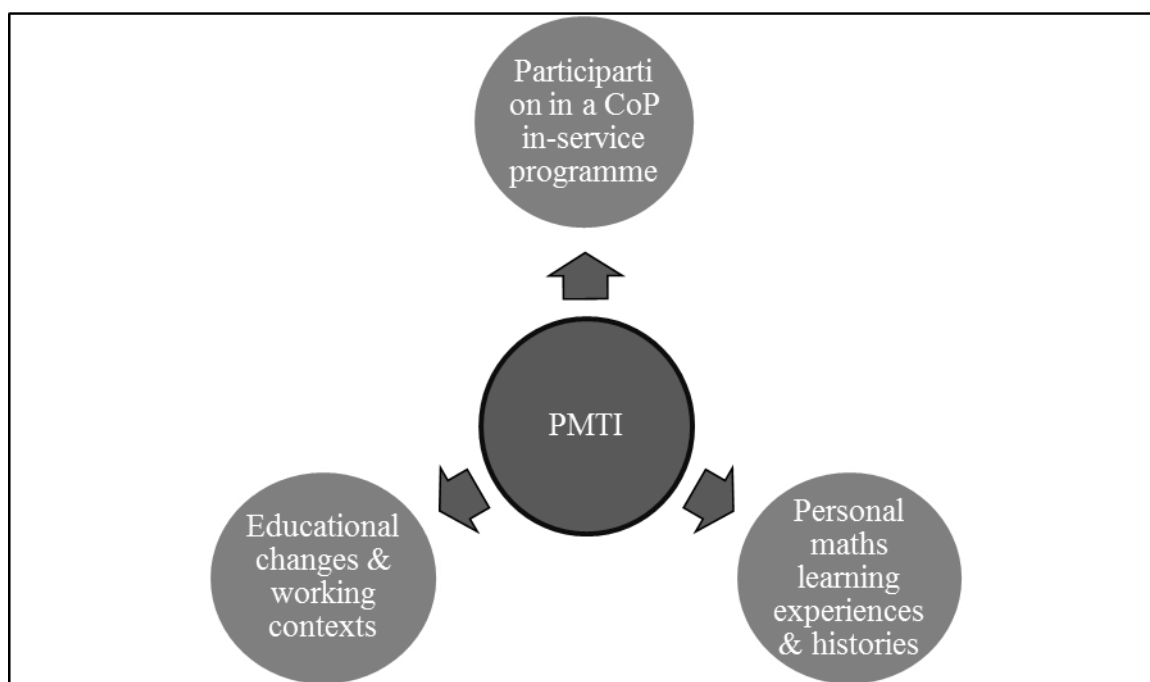 Participarti
on in a CoP
in-service
programme
PMTI
Educational
changes &
working
contexts
Personal
maths
learning
experiences
& histories